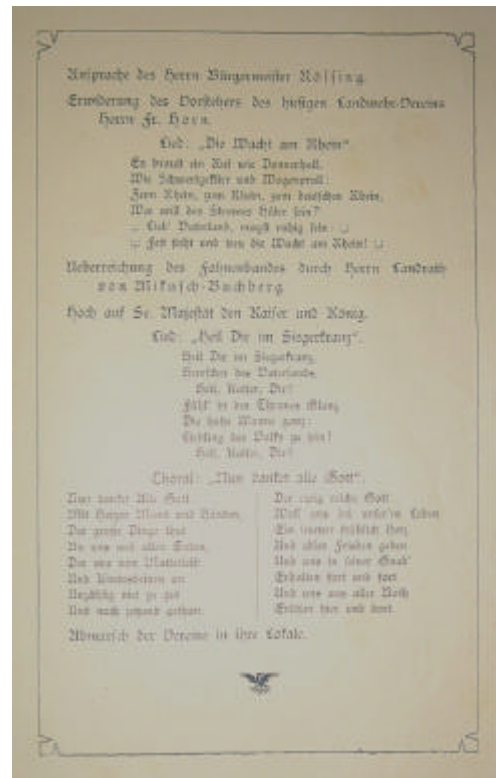 Ansprache des Herrn Bürgermeister Rössing.
Erwiderung des Vorstehers des hiesigen Landwehr-Vereins
Herrn Fr. Horn.
Lied: „Die Wacht am Rhein“.
Es braust ein Ruf wie Donnerhall,
Wie Schwertgeklirr und Wogenprall:
Zum Rhein, zum Rhein, zum deutschen Rhein,
Wer will des Stromes Hüter sein?
Lieb' Vaterland, magst ruhig sein
Fest steht und treu die Wacht am Rhein!
Ueberreichung des Fahnenbandes durch Herrn Landrath
von Mikusch-Buchberg.
Hoch auf Se. Majestät den Kaiser und König.
Lied: „Heil Dir im Siegerkranz“.
Heil Dir im Siegerkranz,
Herrscher des Vaterlands,
Heil, Kaiser, Dir!
Fühl' in des Thrones Glanz
Die hohe Wonne ganz:
Liebling des Volks zu sein!
Heil, Kaiser, Dir!
Choral: „Nun danket alle Gott“.
Nun danket Alle Gott
Mit Herzen Mund und Händen,
Der große Dinge thut
An uns und allen Enden,
Der uns von Mutterleib
Und Kindesbeinen an
Unzählig viel zu gut
Und noch jetzund gethan.
Der ewig reiche Gott
Woll' uns bei unser'm Leben
Ein immer fröhlich Herz
Und edlen Frieden geben
Und uns in seiner Gnad'
Erhalten fort und fort
Und uns aus aller Noth
Erlösen hier und dort.
Abmarsch der Vereine in ihre Lokale.